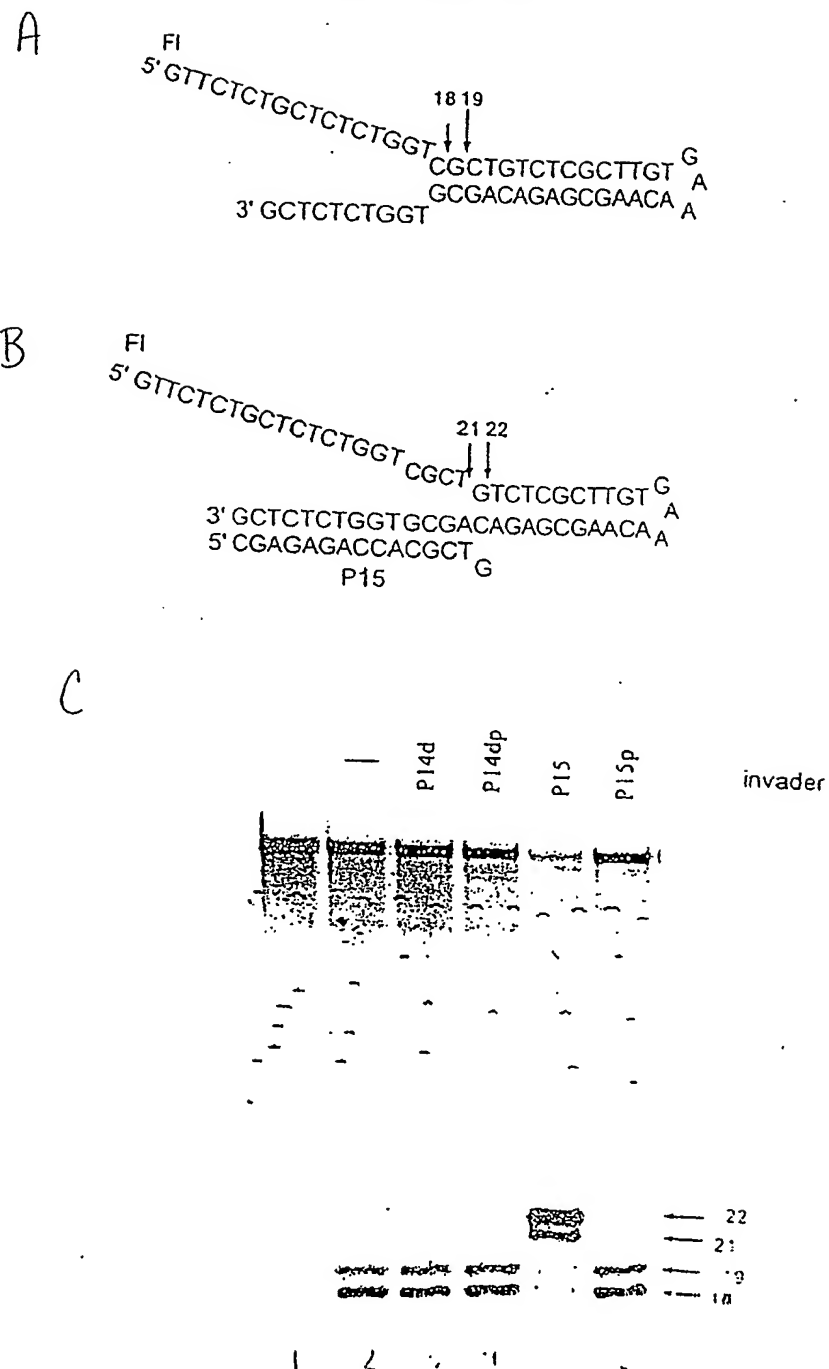 A
Fl
5' GTTCTCTGCTCTCTGGT
18 19
CGCTGTCTCGCTTGT G
A
GCGACAGAGCGAACA A
3' GCTCTCTGGT
B
Fl
5' GTTCTCTGCTCTCTGGT
21 22
CGCT
GTCTCGCTTGT G
A
3' GCTCTCTGGTGCGACAGAGCGAACA A
5' CGAGAGACCACGCT G
P15
C
— P14d P14dp P15 P15p invader
22
21
1